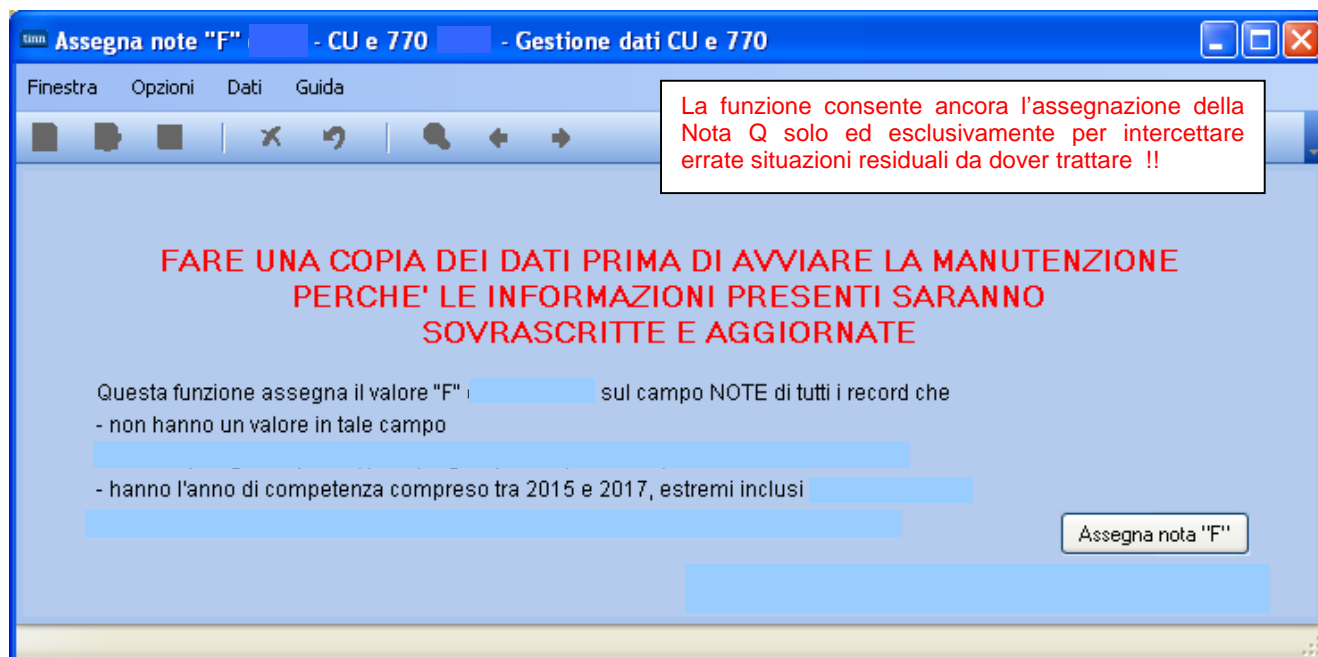 tinn Assegna note "F" - CU e 770 - Gestione dati CU e 770
Finestra Opzioni Dati Guida
La funzione consente ancora l'assegnazione della
Nota Q solo ed esclusivamente per intercettare
errate situazioni residuali da dover trattare !!
FARE UNA COPIA DEI DATI PRIMA DI AVVIARE LA MANUTENZIONE
PERCHE' LE INFORMAZIONI PRESENTI SARANNO
SOVRASCRITTE E AGGIORNATE
Questa funzione assegna il valore "F" sul campo NOTE di tutti i record che
- non hanno un valore in tale campo
- hanno l'anno di competenza compreso tra 2015 e 2017, estremi inclusi
Assegna nota "F"